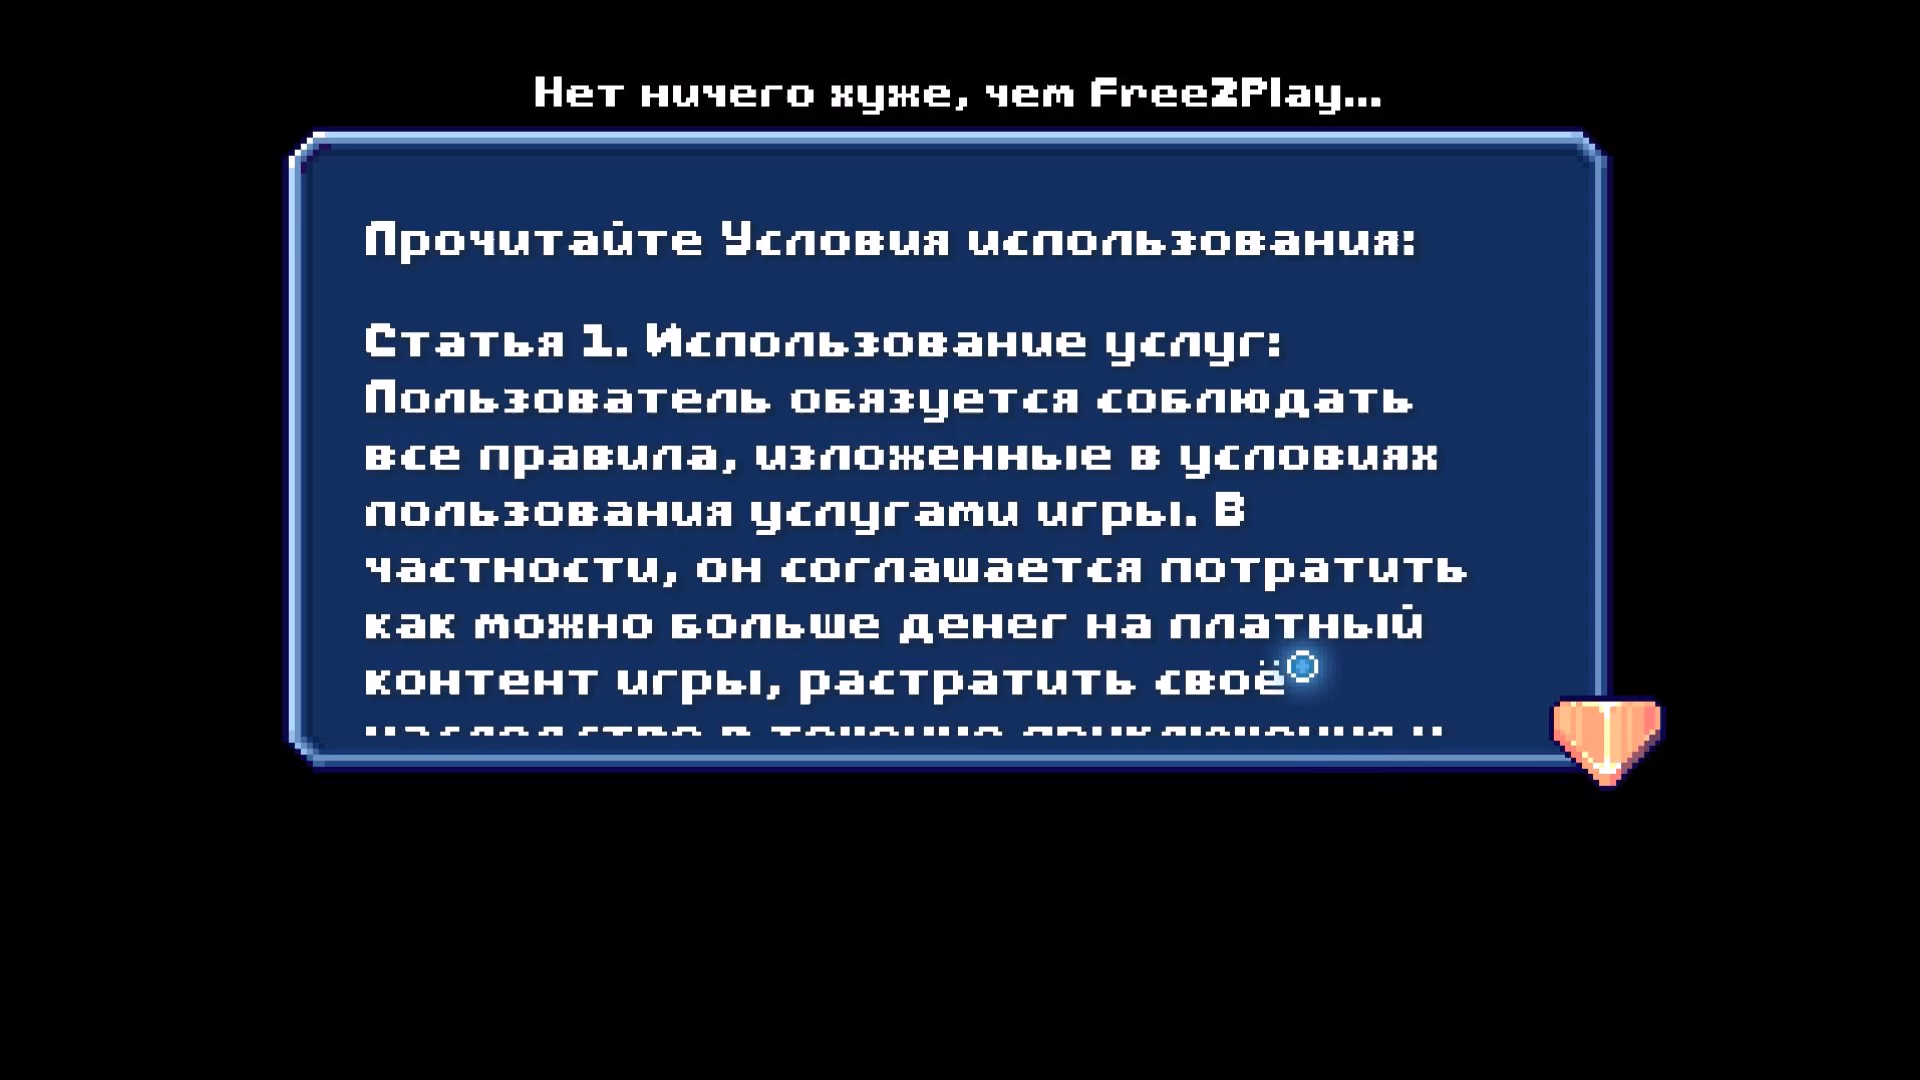 Нет ничего хуже, чем Free2Play...
Прочитайте Условия использования:
Статья 1. Использование услуг:
Пользователь обязуется соблюдать
все правила, изложенные в условиях
пользования услугами игры. В
частности, он соглашается потратить
как можно больше денег на платный
контент игры, растратить своё